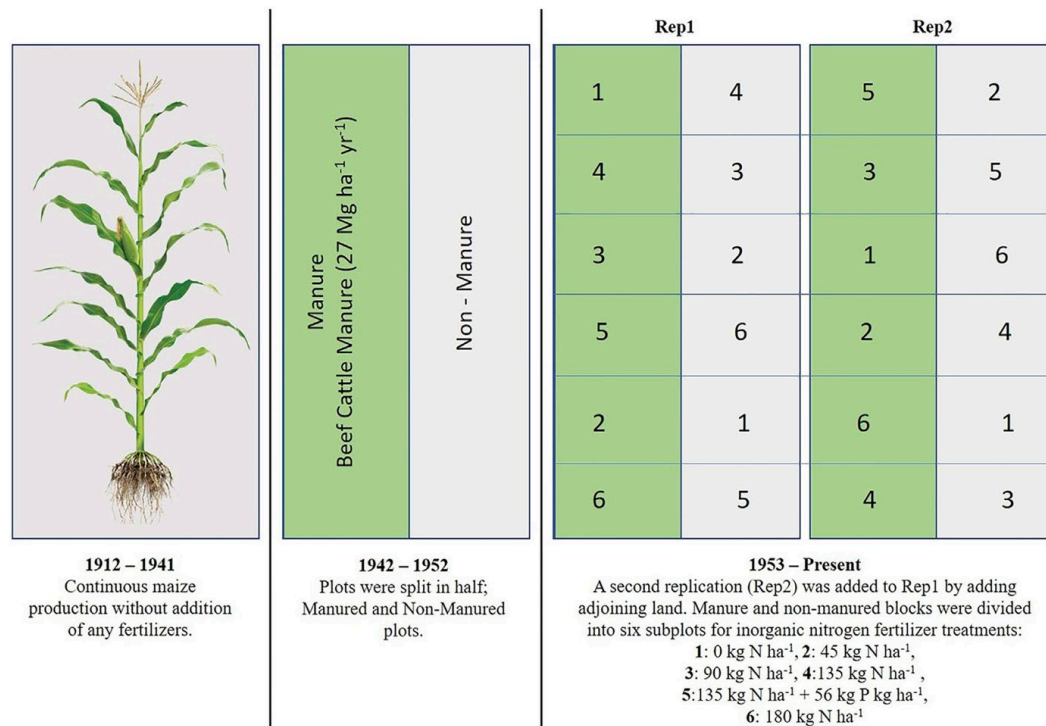 Rep1 Rep2
Manure
Beef Cattle Manure (27 Mg ha⁻¹ yr⁻¹)
Non - Manure
1 4 5 2
4 3 3 5
3 2 1 6
5 6 2 4
2 1 6 1
6 5 4 3
1912 – 1941
Continuous maize
production without addition
of any fertilizers.
1942 – 1952
Plots were split in half;
Manured and Non-Manured
plots.
1953 – Present
A second replication (Rep2) was added to Rep1 by adding
adjoining land. Manure and non-manured blocks were divided
into six subplots for inorganic nitrogen fertilizer treatments:
1: 0 kg N ha⁻¹, 2: 45 kg N ha⁻¹,
3: 90 kg N ha⁻¹, 4:135 kg N ha⁻¹ ,
5:135 kg N ha⁻¹ + 56 kg P kg ha⁻¹,
6: 180 kg N ha⁻¹